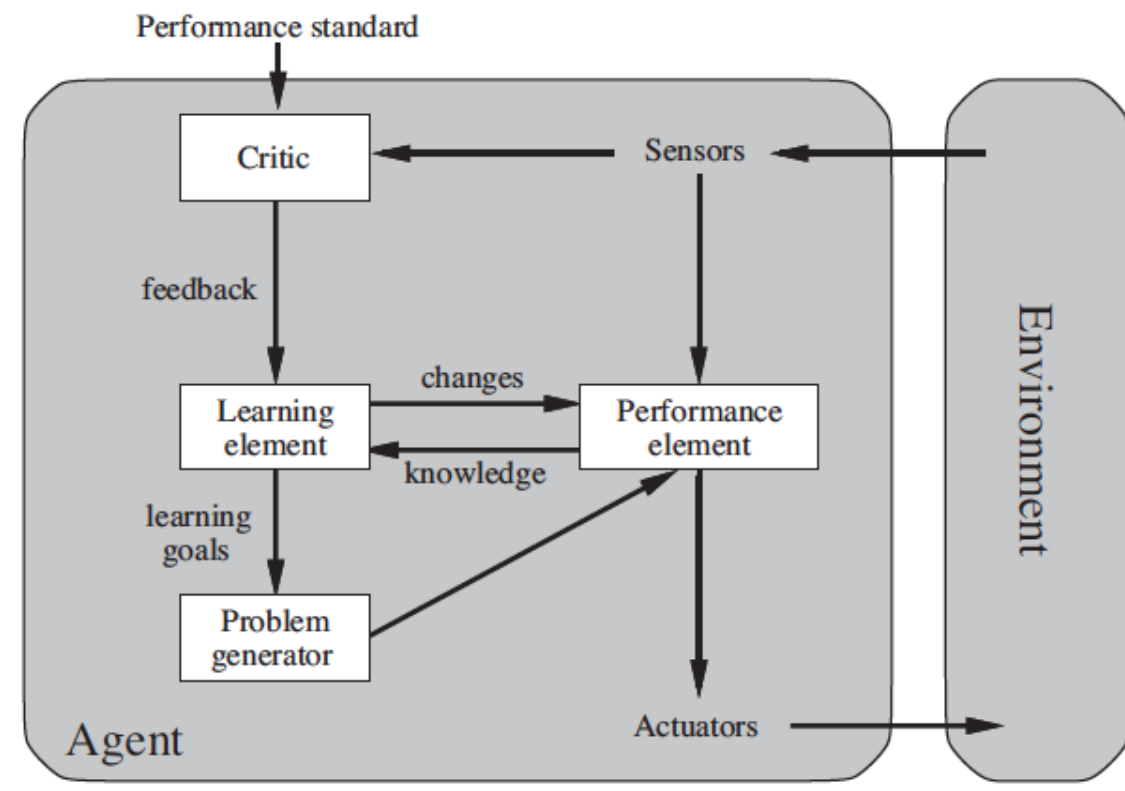 Performance standard
Critic
Sensors
feedback
changes
Learning
element
Performance
element
knowledge
learning
goals
Problem
generator
Agent
Actuators
Environment